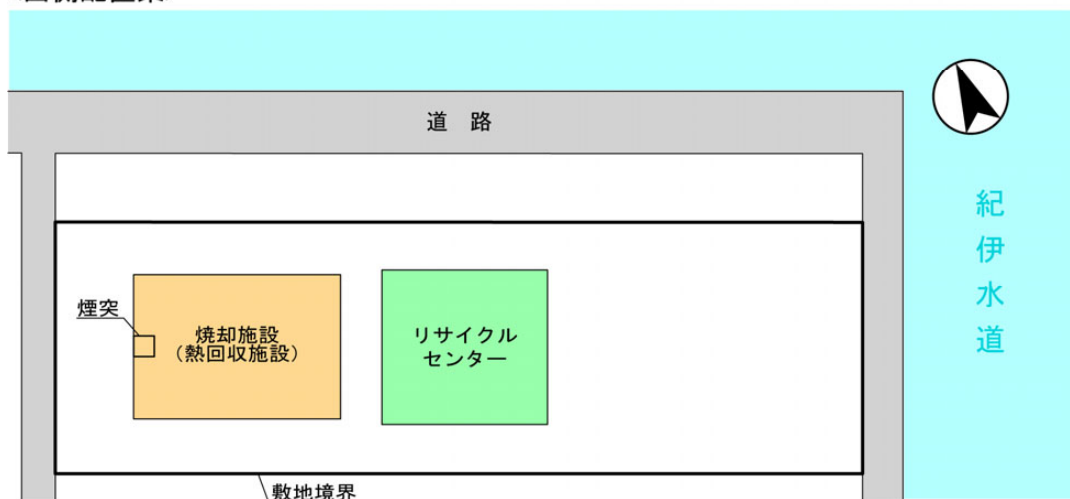 道 路
紀伊水道
煙突
焼却施設
（熱回収施設）
リサイクル
センター
敷地境界